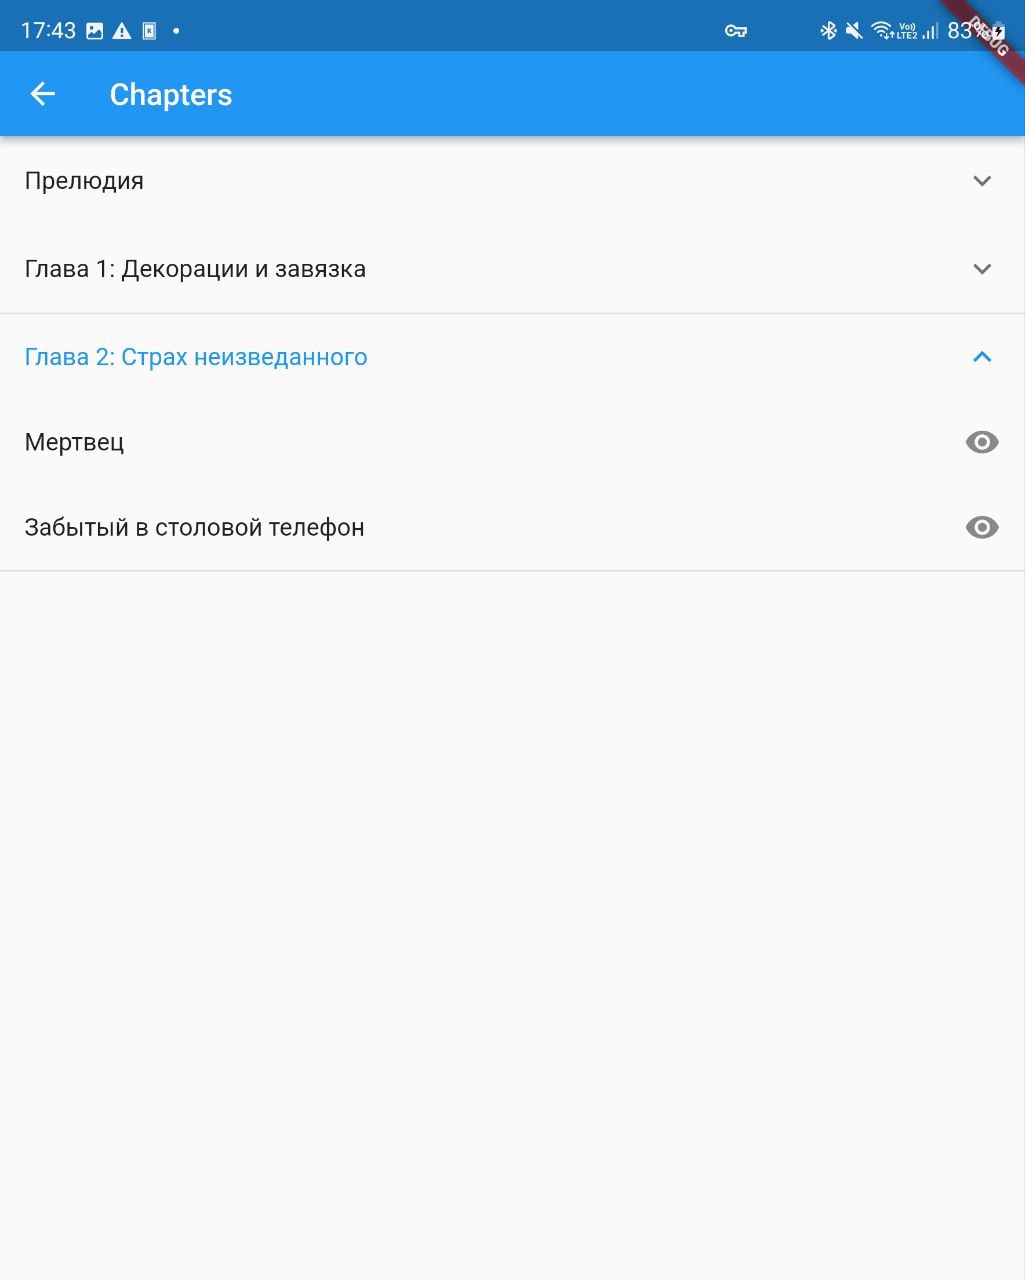 17:43
Vo)) LTE2
83%
DEBUG
Chapters
Прелюдия
Глава 1: Декорации и завязка
Глава 2: Страх неизведанного
Мертвец
Забытый в столовой телефон